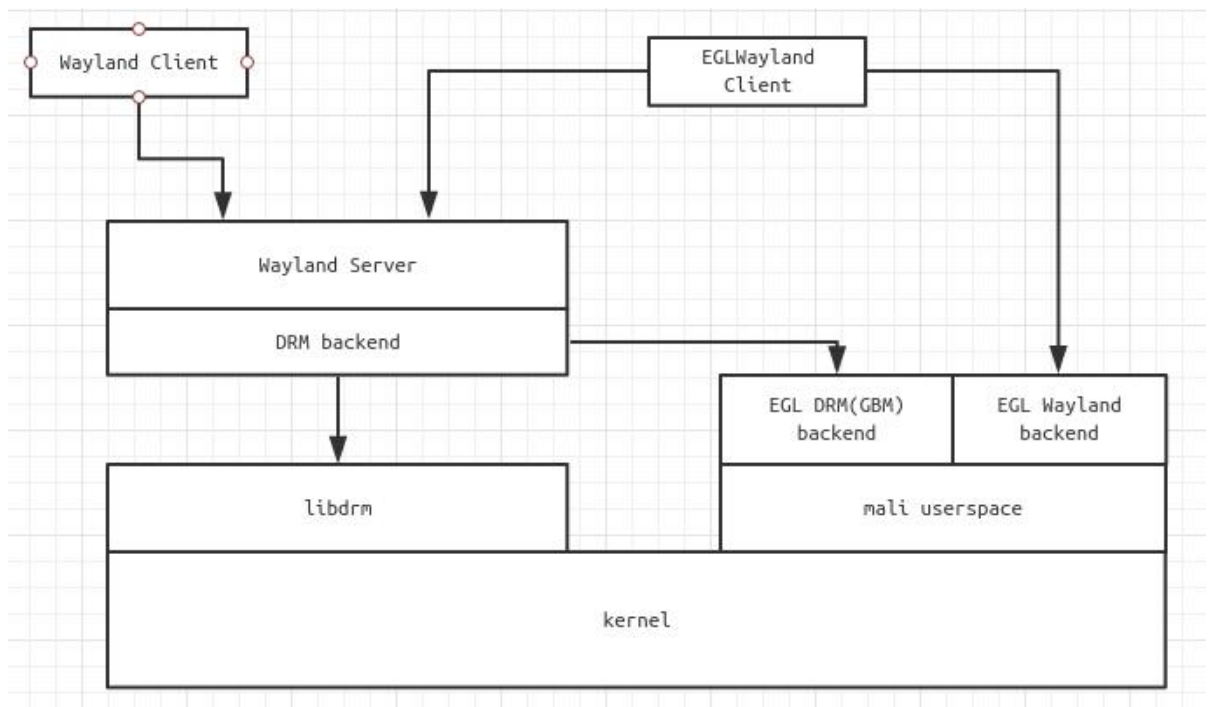 Wayland Client
EGLWayland
Client
Wayland Server
DRM backend
EGL DRM(GBM)
backend
EGL Wayland
backend
libdrm
mali userspace
kernel